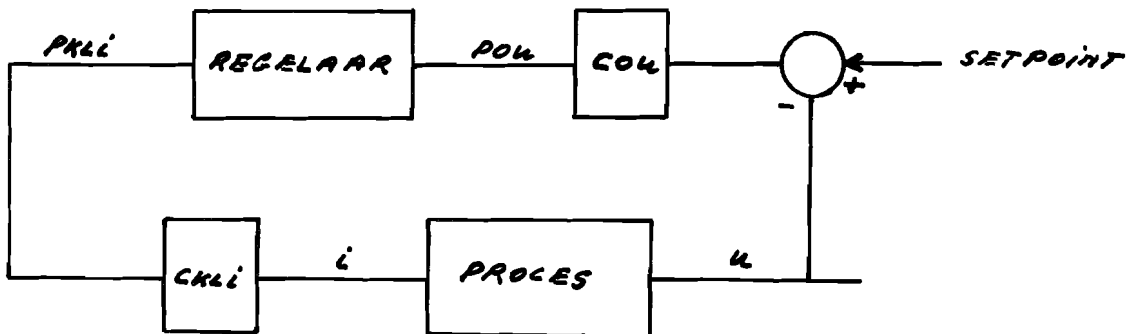 PKLi REGELAAR POU COU SETPOINT
+
-
CKLi i PROCES u